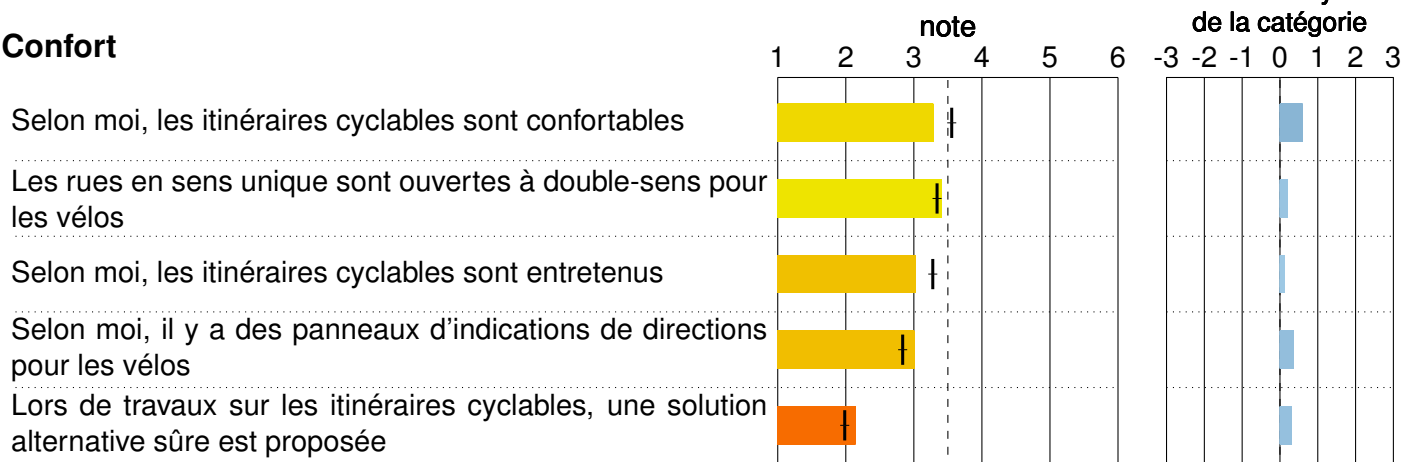 note
de la catégorie
Confort
1 2 3 4 5 6 -3 -2 -1 0 1 2 3
Selon moi, les itinéraires cyclables sont confortables
Les rues en sens unique sont ouvertes à double-sens pour
les vélos
Selon moi, les itinéraires cyclables sont entretenus
Selon moi, il y a des panneaux d'indications de directions
pour les vélos
Lors de travaux sur les itinéraires cyclables, une solution
alternative sûre est proposée